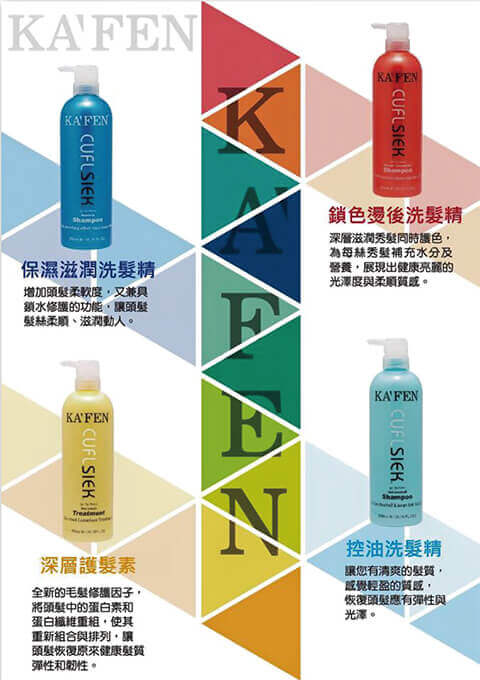 KA'FEN
KA'FEN
CUFLSIEK
Shampoo
保濕滋潤洗髮精
增加頭髮柔軟度，又兼具
鎖水修護的功能，讓頭髮
髮絲柔順、滋潤動人。
KA'FEN
CUFLSIEK
Shampoo
鎖色燙後洗髮精
深層滋潤秀髮同時護色，
為每絲秀髮補充水分及
營養，展現出健康亮麗的
光澤度與柔順質感。
K
A'
F
E
N
KA'FEN
CUFLSIEK
Treatment
深層護髮素
全新的毛髮修護因子，
將頭髮中的蛋白素和
蛋白纖維重組，使其
重新組合與排列，讓
頭髮恢復原來健康髮質
彈性和韌性。
KA'FEN
CUFLSIEK
Shampoo
控油洗髮精
讓您有清爽的髮質，
感覺輕盈的質感，
恢復頭髮應有彈性與
光澤。